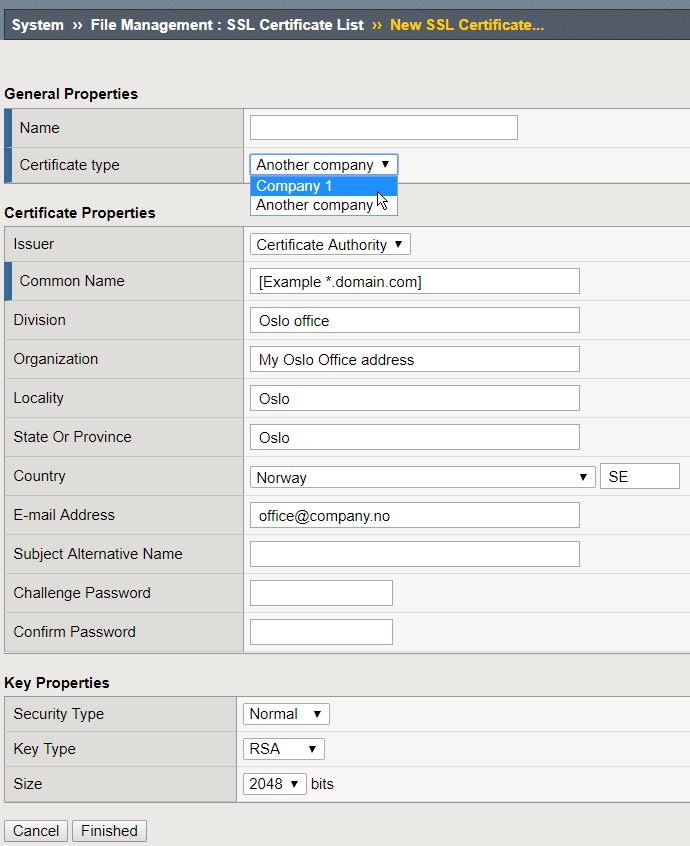 System ›› File Management : SSL Certificate List ›› New SSL Certificate...
General Properties
Name
Certificate type Another company ▼
Company 1
Another company
Certificate Properties
Issuer Certificate Authority ▼
Common Name [Example *.domain.com]
Division Oslo office
Organization My Oslo Office address
Locality Oslo
State Or Province Oslo
Country Norway ▼ SE
E-mail Address office@company.no
Subject Alternative Name
Challenge Password
Confirm Password
Key Properties
Security Type Normal ▼
Key Type RSA ▼
Size 2048 ▼ bits
Cancel Finished